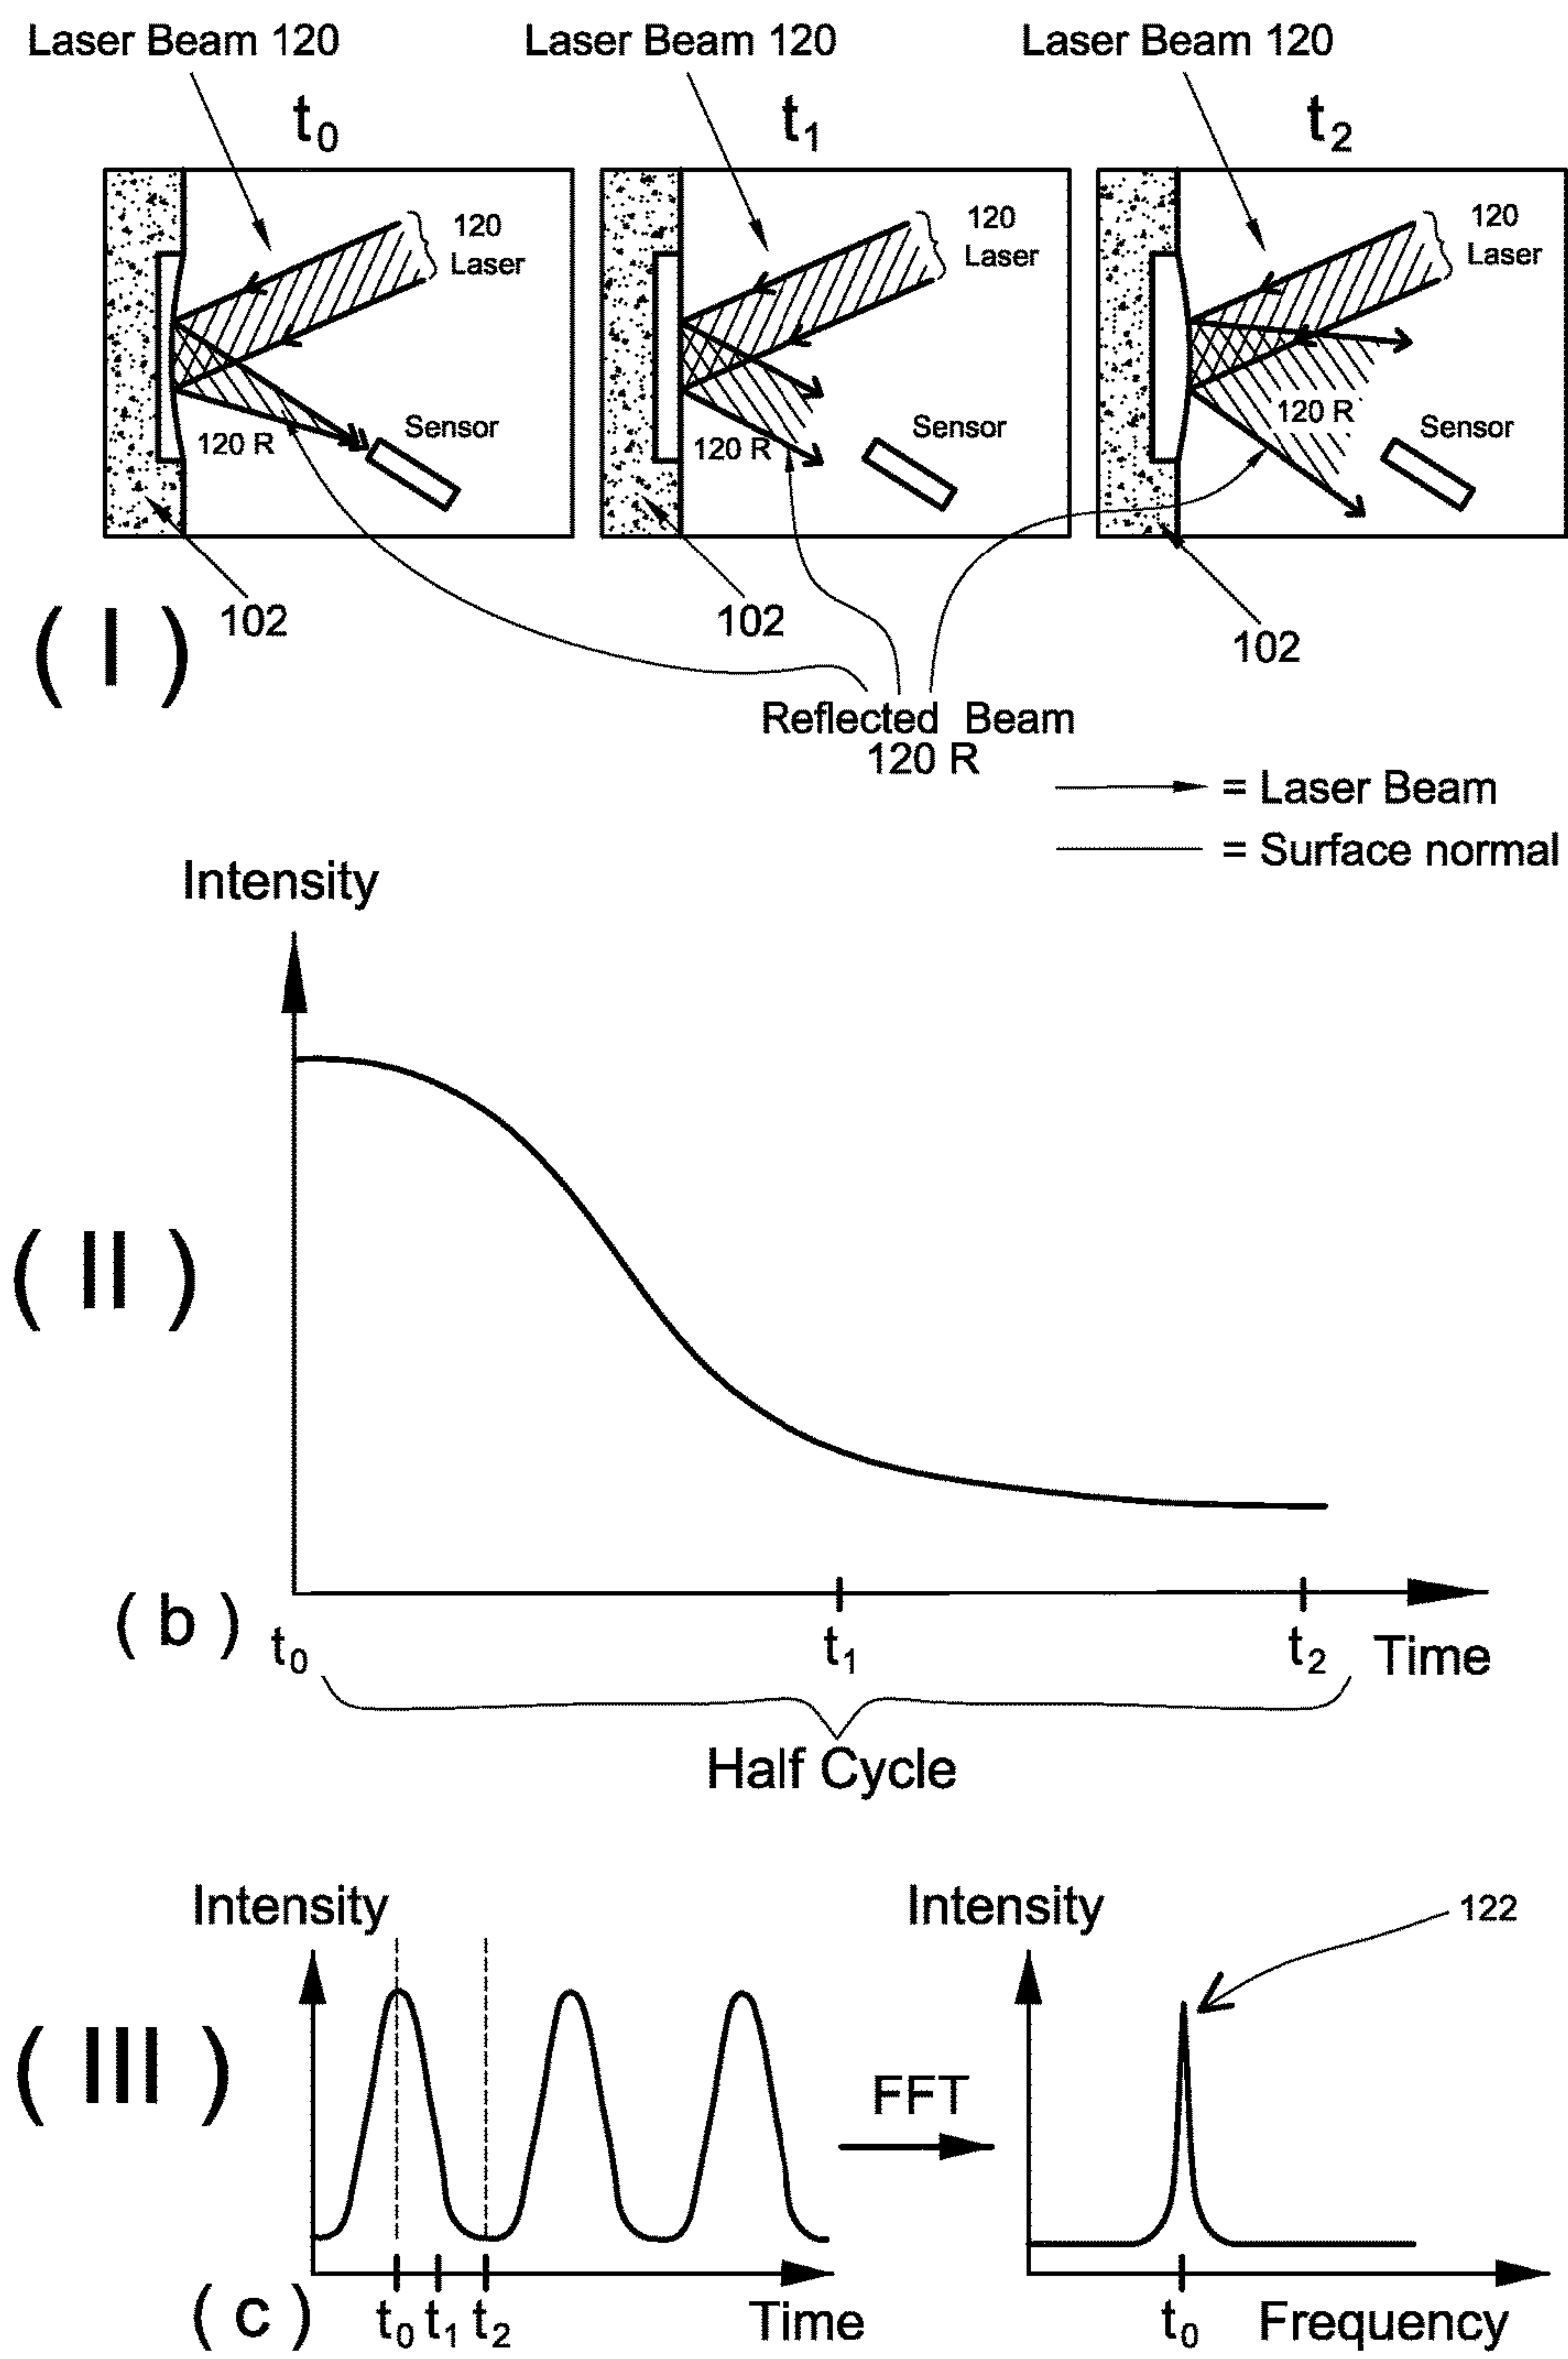 Laser Beam 120
Laser Beam 120
Laser Beam 120
t0
t1
t2
120
Laser
120
Laser
120
Laser
Sensor
120 R
Sensor
120 R
Sensor
120 R
102
102
102
( I )
Reflected Beam
120 R
= Laser Beam
= Surface normal
Intensity
( II )
( b )
t0
t1
t2
Time
Half Cycle
Intensity
Intensity
122
( III )
FFT
( c )
t0 t1 t2
Time
t0
Frequency